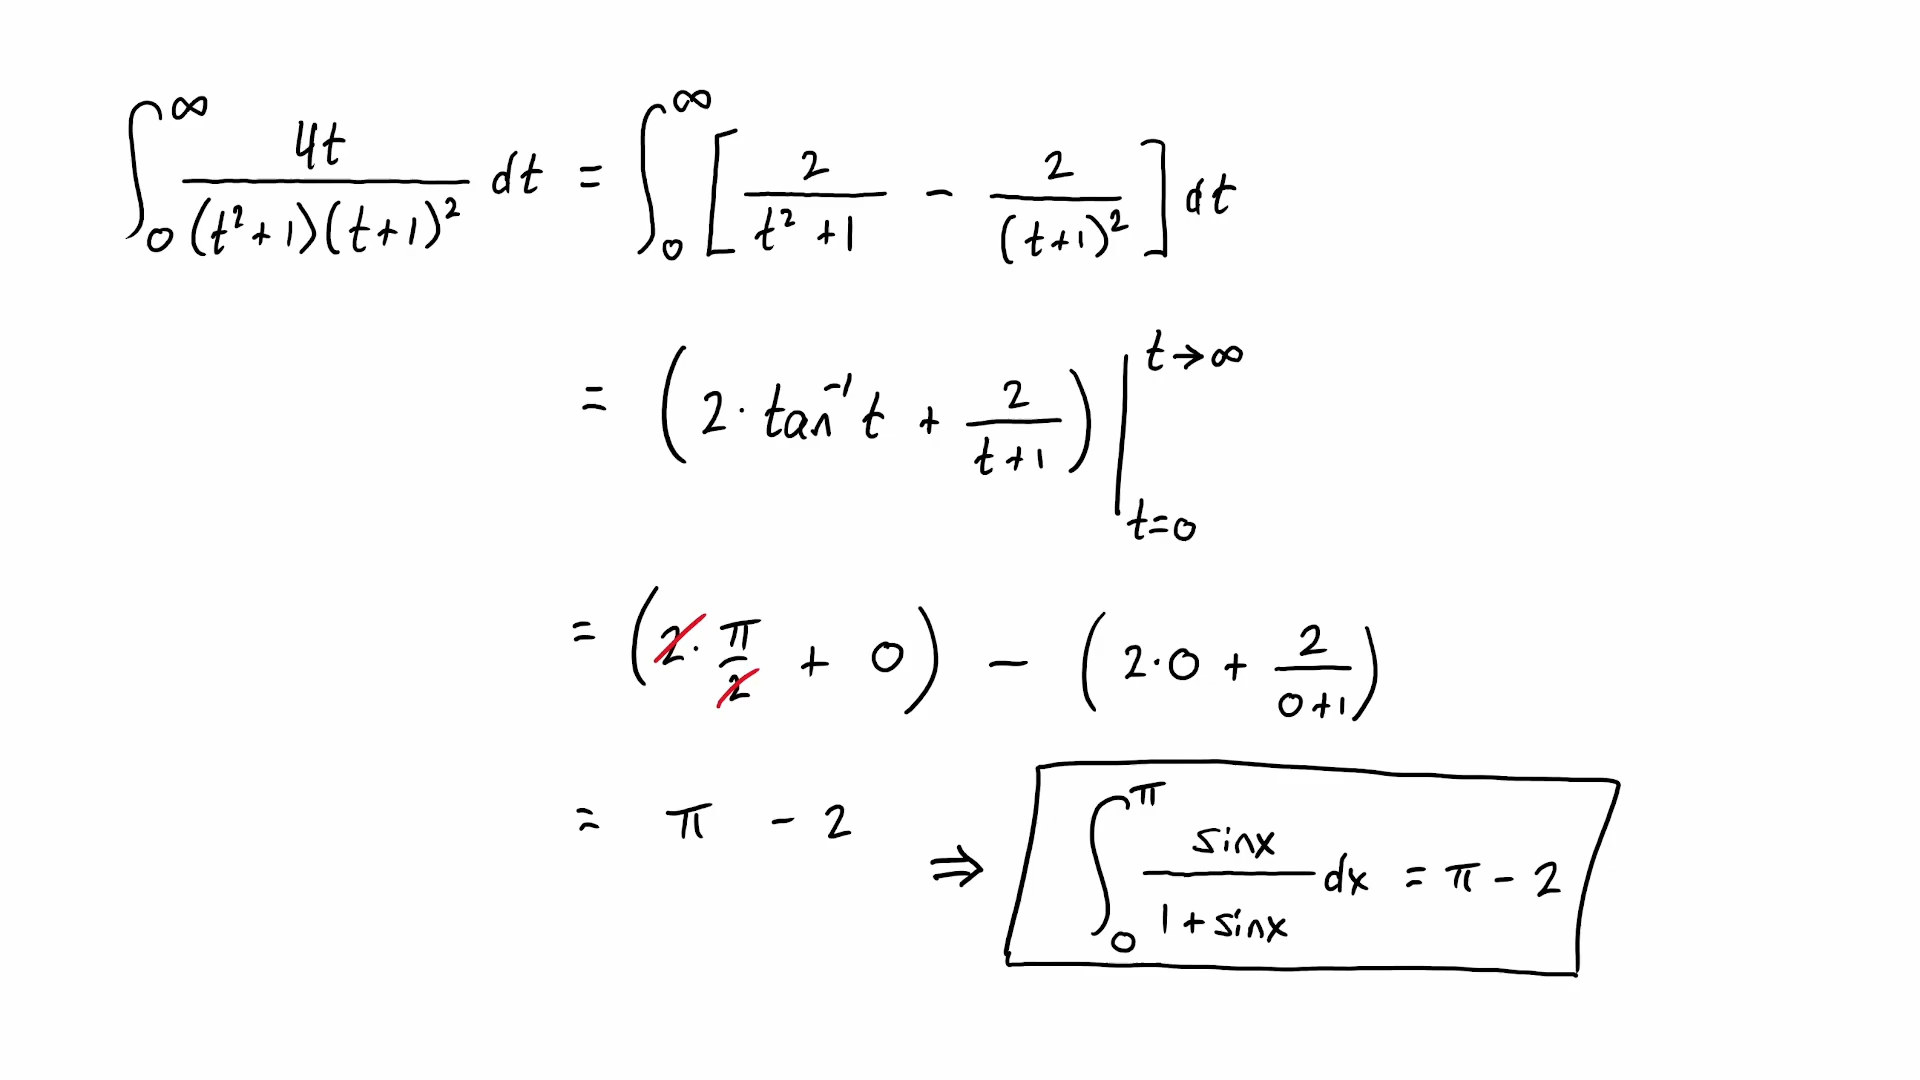 ∫₀^∞ 4t/((t²+1)(t+1)²) dt = ∫₀^∞ [2/(t²+1) − 2/(t+1)²] dt
= (2·tan⁻¹t + 2/(t+1)) |_{t=0}^{t→∞}
= (2·π/2 + 0) − (2·0 + 2/(0+1))
= π − 2
⇒ ∫₀^π sinx/(1+sinx) dx = π − 2